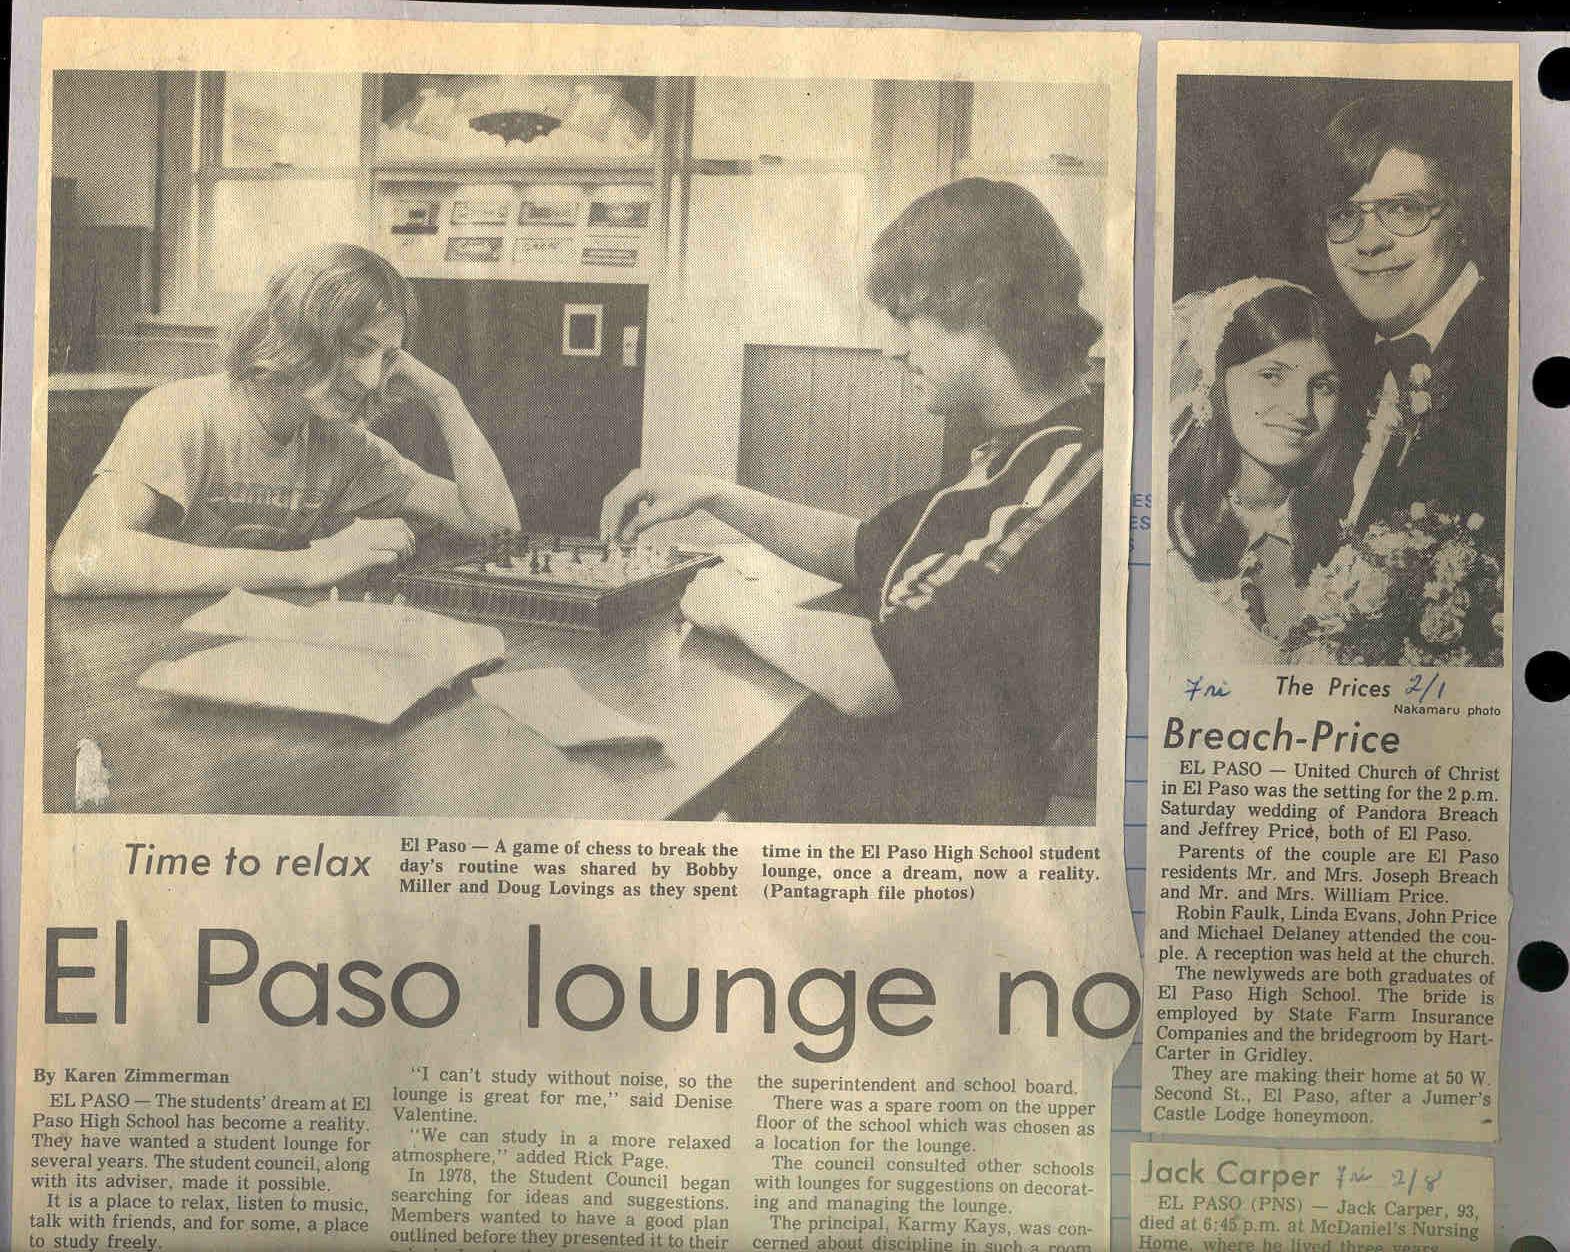 Time to relax
El Paso — A game of chess to break the
day's routine was shared by Bobby
Miller and Doug Lovings as they spent
time in the El Paso High School student
lounge, once a dream, now a reality.
(Pantagraph file photos)
El Paso lounge no
By Karen Zimmerman
EL PASO — The students' dream at El
Paso High School has become a reality.
They have wanted a student lounge for
several years. The student council, along
with its adviser, made it possible.
It is a place to relax, listen to music,
talk with friends, and for some, a place
to study freely.
"I can't study without noise, so the
lounge is great for me," said Denise
Valentine.
"We can study in a more relaxed
atmosphere," added Rick Page.
In 1978, the Student Council began
searching for ideas and suggestions.
Members wanted to have a good plan
outlined before they presented it to their
the superintendent and school board.
There was a spare room on the upper
floor of the school which was chosen as
a location for the lounge.
The council consulted other schools
with lounges for suggestions on decorat-
ing and managing the lounge.
The principal, Karmy Kays, was con-
cerned about discipline in such a room
ES
ES
Fri The Prices 2/1
Nakamaru photo
Breach-Price
EL PASO — United Church of Christ
in El Paso was the setting for the 2 p.m.
Saturday wedding of Pandora Breach
and Jeffrey Price, both of El Paso.
Parents of the couple are El Paso
residents Mr. and Mrs. Joseph Breach
and Mr. and Mrs. William Price.
Robin Faulk, Linda Evans, John Price
and Michael Delaney attended the cou-
ple. A reception was held at the church.
The newlyweds are both graduates of
El Paso High School. The bride is
employed by State Farm Insurance
Companies and the bridegroom by Hart-
Carter in Gridley.
They are making their home at 50 W.
Second St., El Paso, after a Jumer's
Castle Lodge honeymoon.
Jack Carper Fri 2/8
EL PASO (PNS) — Jack Carper, 93,
died at 6:45 p.m. at McDaniel's Nursing
Home, where he lived three years